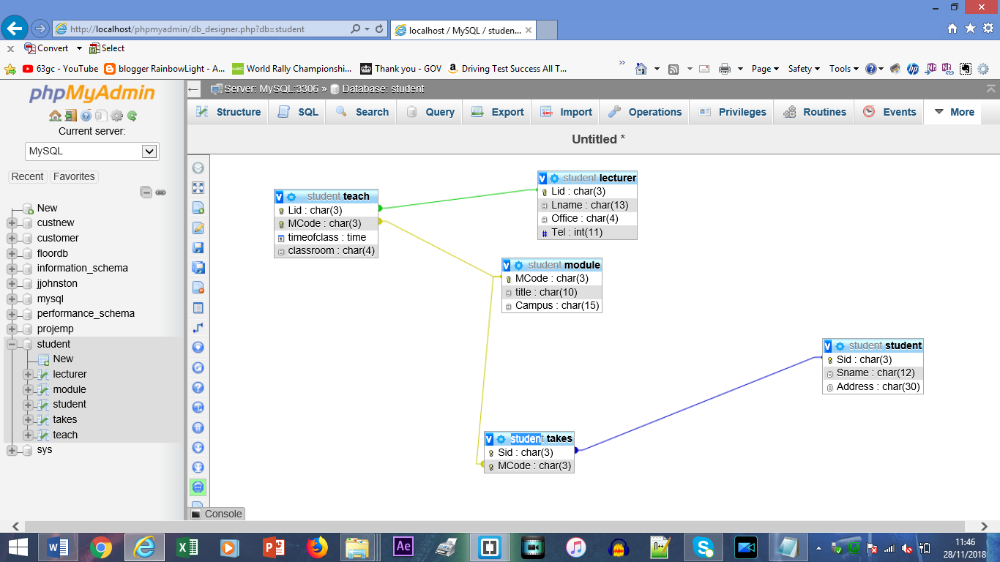 http://localhost/phpmyadmin/db_designer.php?db=student
localhost / MySQL / studen...
x Convert Select
63gc - YouTube blogger RainbowLight - A... World Rally Championshi... Thank you - GOV Driving Test Success All T... » Page Safety Tools
phpMyAdmin
Current server:
MySQL
Recent Favorites
New
custnew
customer
floordb
information_schema
jjohnston
mysql
performance_schema
projemp
student
New
lecturer
module
student
takes
teach
sys
← Server: MySQL:3306 » Database: student
Structure SQL Search Query Export Import Operations Privileges Routines Events More
Untitled *
v student teach
Lid : char(3)
MCode : char(3)
timeofclass : time
classroom : char(4)
v student lecturer
Lid : char(3)
Lname : char(13)
Office : char(4)
# Tel : int(11)
v student module
MCode : char(3)
title : char(10)
Campus : char(15)
v student student
Sid : char(3)
Sname : char(12)
Address : char(30)
v student takes
Sid : char(3)
MCode : char(3)
Console
11:46
28/11/2018